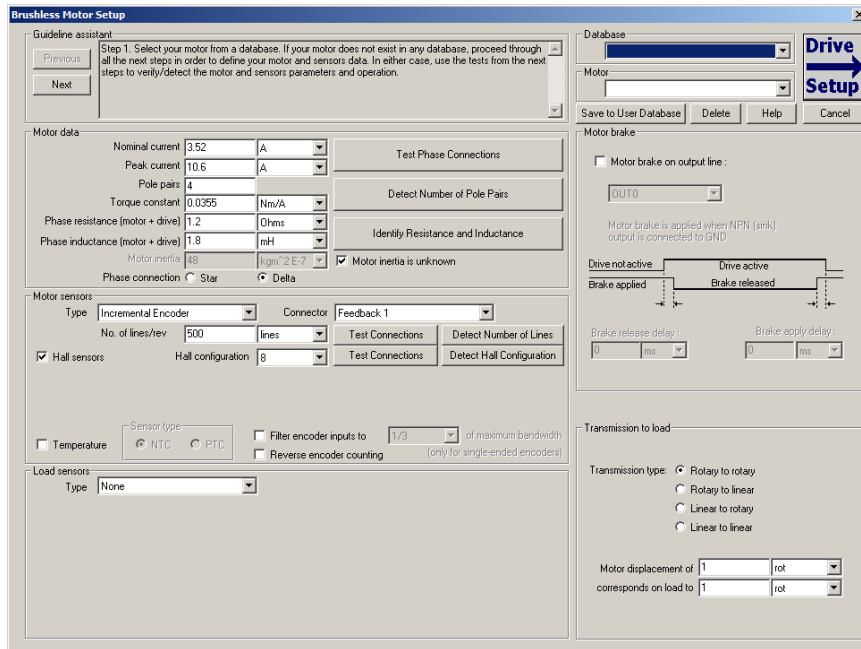 Brushless Motor Setup
Guideline assistant
Previous
Next
Step 1. Select your motor from a database. If your motor does not exist in any database, proceed through
all the next steps in order to define your motor and sensors data. In either case, use the tests from the next
steps to verify/detect the motor and sensors parameters and operation.
Database
Motor
Drive
Setup
Save to User Database Delete Help Cancel
Motor data
Nominal current 3.52 A
Peak current 10.6 A
Pole pairs 4
Torque constant 0.0355 Nm/A
Phase resistance (motor + drive) 1.2 Ohms
Phase inductance (motor + drive) 1.8 mH
Motor inertia 48 kgm^2 E-7 Motor inertia is unknown
Phase connection Star Delta
Test Phase Connections
Detect Number of Pole Pairs
Identify Resistance and Inductance
Motor brake
Motor brake on output line :
OUT0
Motor brake is applied when NPN (sink)
output is connected to GND.
Drive not active Drive active
Brake applied Brake released
Brake release delay : Brake apply delay :
0 ms 0 ms
Motor sensors
Type Incremental Encoder Connector Feedback 1
No. of lines/rev 500 lines Test Connections Detect Number of Lines
Hall sensors Hall configuration 8 Test Connections Detect Hall Configuration
Temperature
Sensor type
NTC PTC
Filter encoder inputs to 1/3 of maximum bandwidth
Reverse encoder counting (only for single-ended encoders)
Load sensors
Type None
Transmission to load
Transmission type: Rotary to rotary
Rotary to linear
Linear to rotary
Linear to linear
Motor displacement of 1 rot
corresponds on load to 1 rot